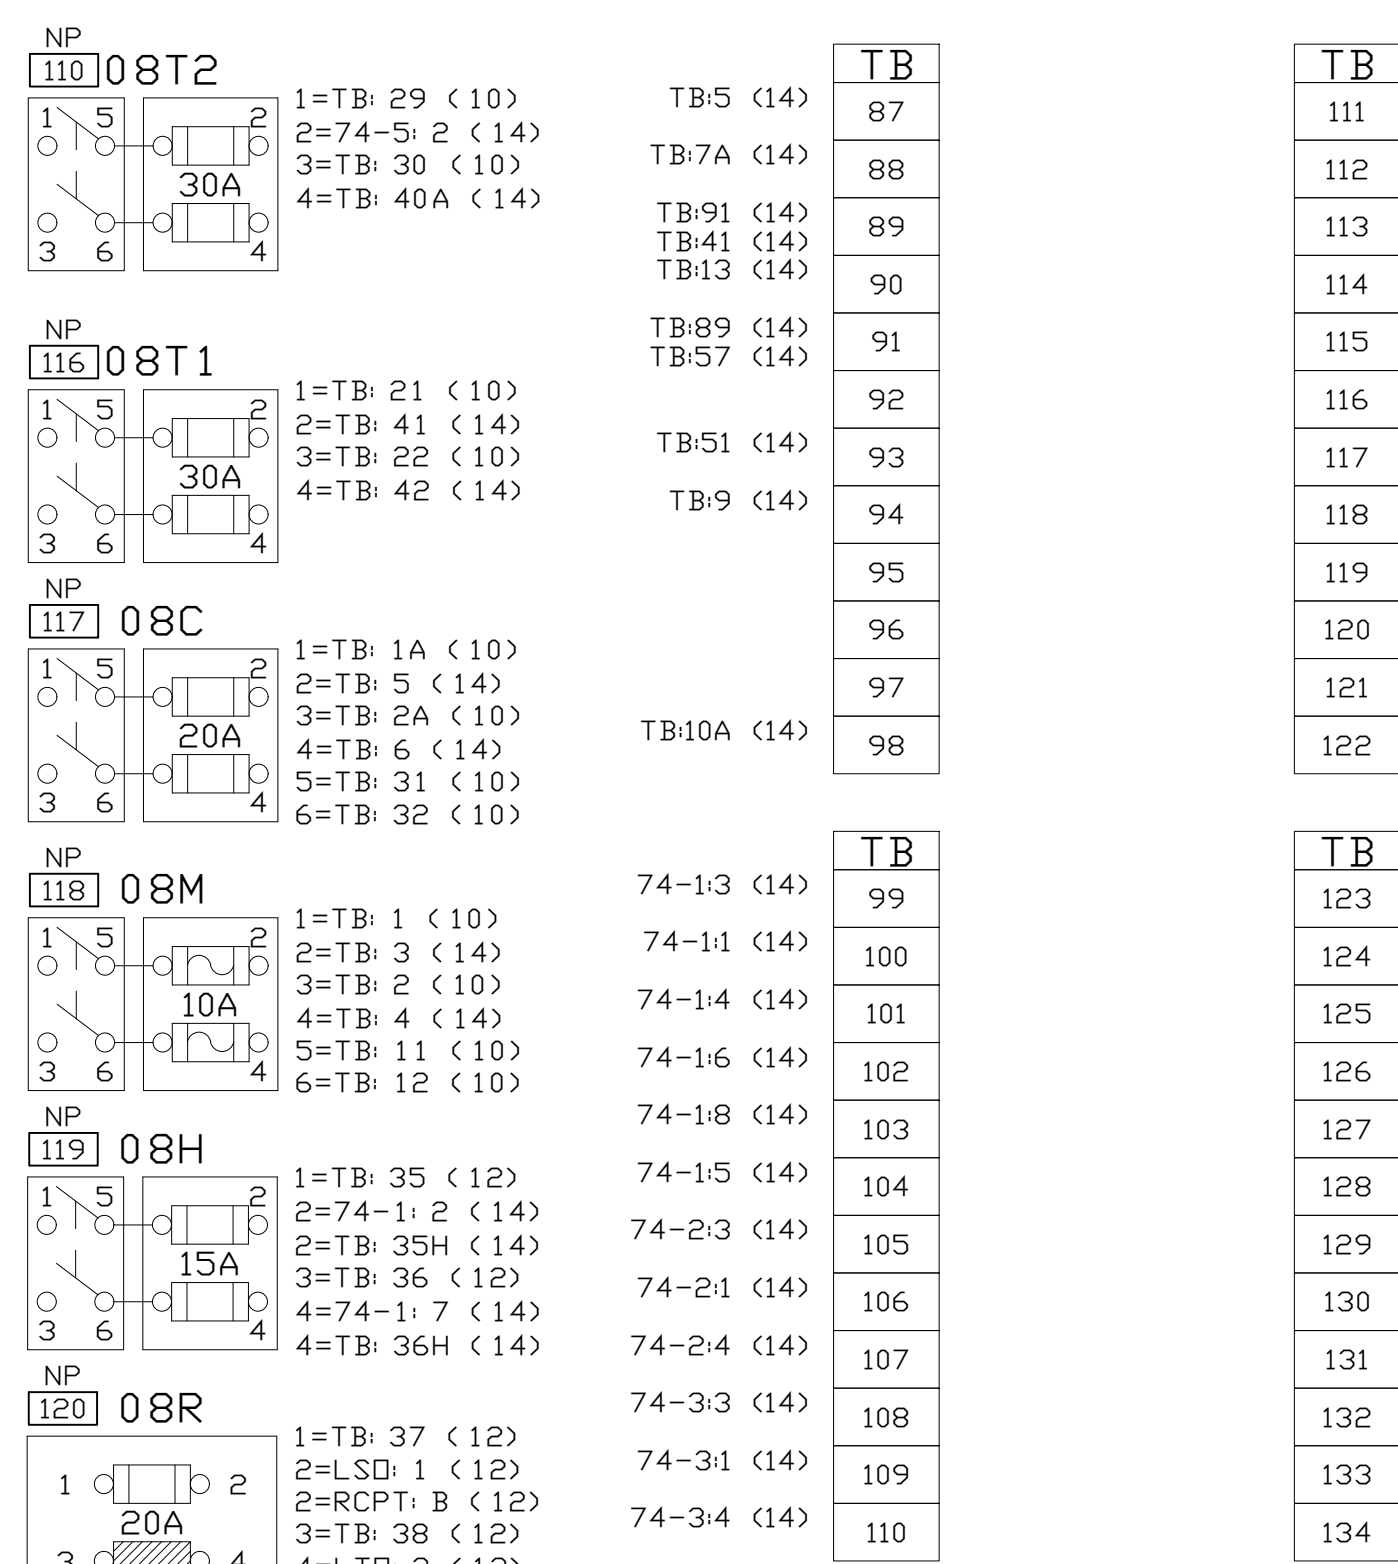 NP
110 08T2
1 5 2
30A
3 6 4
1=TB: 29 (10)
2=74-5: 2 (14)
3=TB: 30 (10)
4=TB: 40A (14)
NP
116 08T1
1 5 2
30A
3 6 4
1=TB: 21 (10)
2=TB: 41 (14)
3=TB: 22 (10)
4=TB: 42 (14)
NP
117 08C
1 5 2
20A
3 6 4
1=TB: 1A (10)
2=TB: 5 (14)
3=TB: 2A (10)
4=TB: 6 (14)
5=TB: 31 (10)
6=TB: 32 (10)
NP
118 08M
1 5 2
10A
3 6 4
1=TB: 1 (10)
2=TB: 3 (14)
3=TB: 2 (10)
4=TB: 4 (14)
5=TB: 11 (10)
6=TB: 12 (10)
NP
119 08H
1 5 2
15A
3 6 4
1=TB: 35 (12)
2=74-1: 2 (14)
2=TB: 35H (14)
3=TB: 36 (12)
4=74-1: 7 (14)
4=TB: 36H (14)
NP
120 08R
1 2
20A
3 4
1=TB: 37 (12)
2=LSO: 1 (12)
2=RCPT: B (12)
3=TB: 38 (12)
TB
TB:5 (14) 87
TB:7A (14) 88
TB:91 (14) 89
TB:41 (14)
TB:13 (14) 90
TB:89 (14) 91
TB:57 (14)
92
TB:51 (14) 93
TB:9 (14) 94
95
96
97
TB:10A (14) 98
TB
74-1:3 (14) 99
74-1:1 (14) 100
74-1:4 (14) 101
74-1:6 (14) 102
74-1:8 (14) 103
74-1:5 (14) 104
74-2:3 (14) 105
74-2:1 (14) 106
74-2:4 (14) 107
74-3:3 (14) 108
74-3:1 (14) 109
74-3:4 (14) 110
TB
111
112
113
114
115
116
117
118
119
120
121
122
TB
123
124
125
126
127
128
129
130
131
132
133
134